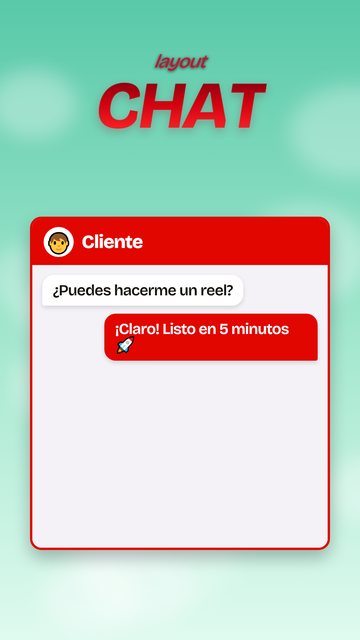 layout
CHAT
Cliente
¿Puedes hacerme un reel?
¡Claro! Listo en 5 minutos
🚀